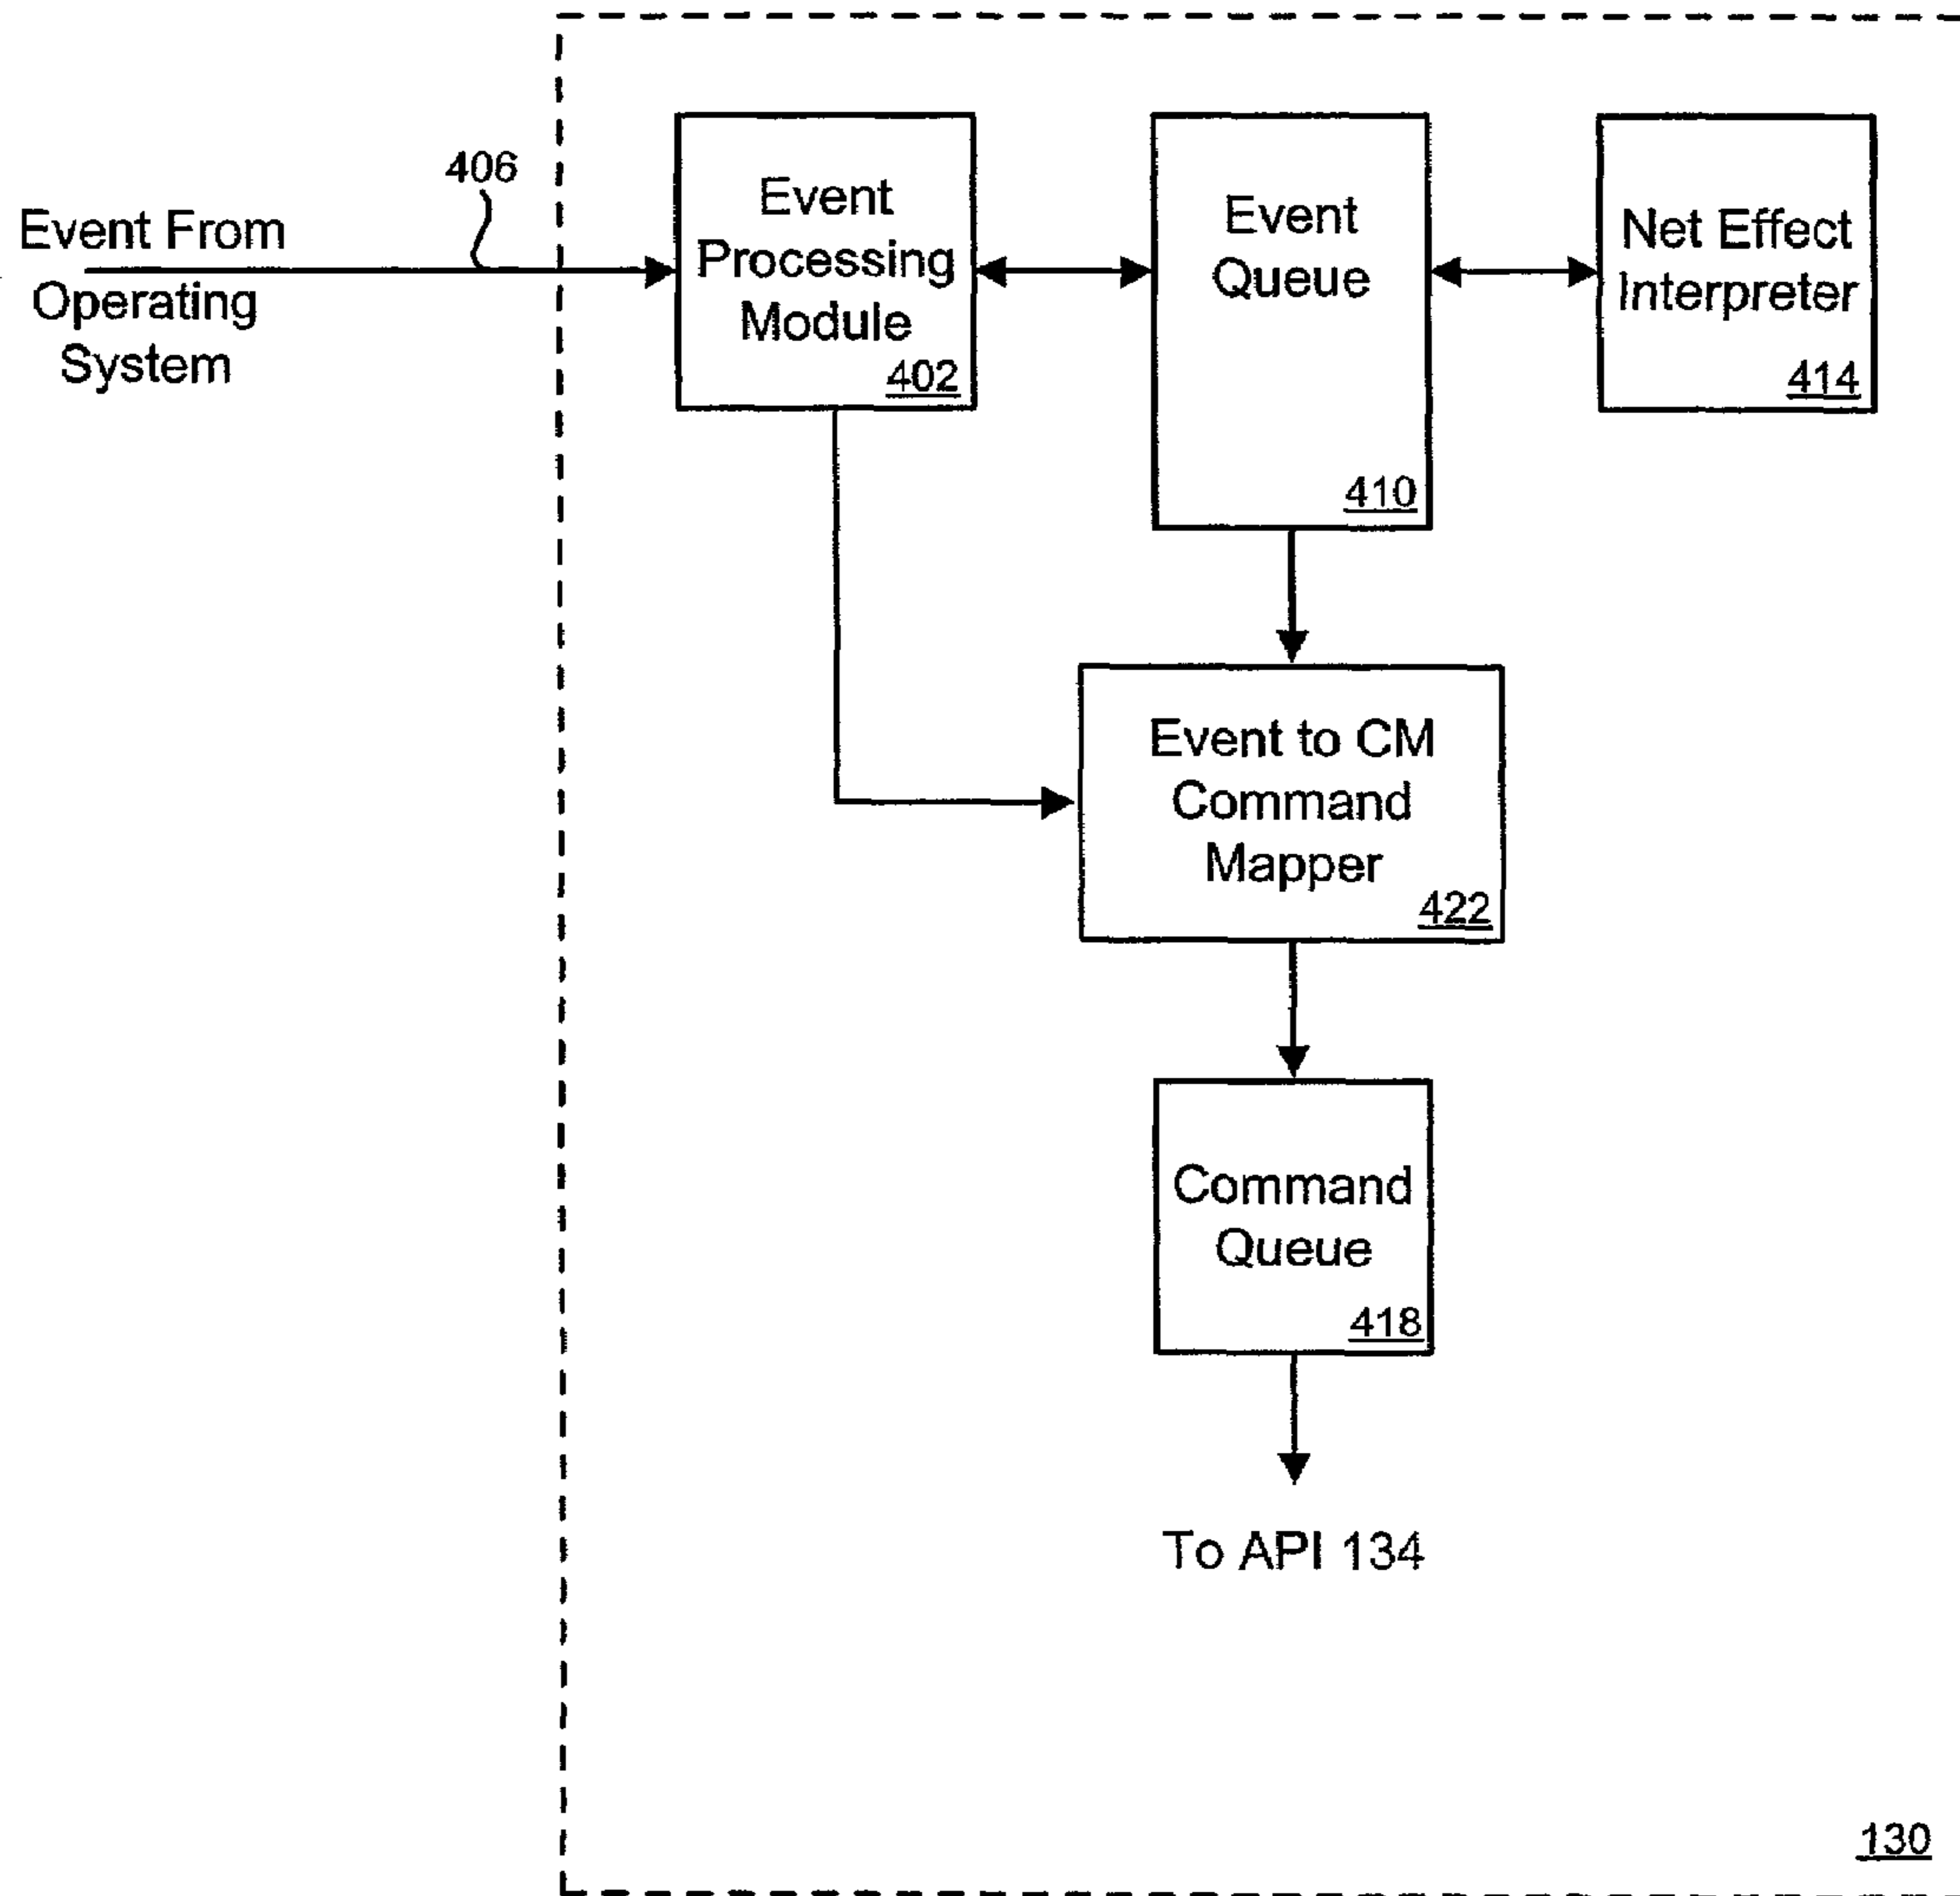 406
Event From
Operating
System
Event
Processing
Module
402
Event
Queue
410
Net Effect
Interpreter
414
Event to CM
Command
Mapper
422
Command
Queue
418
To API 134
130